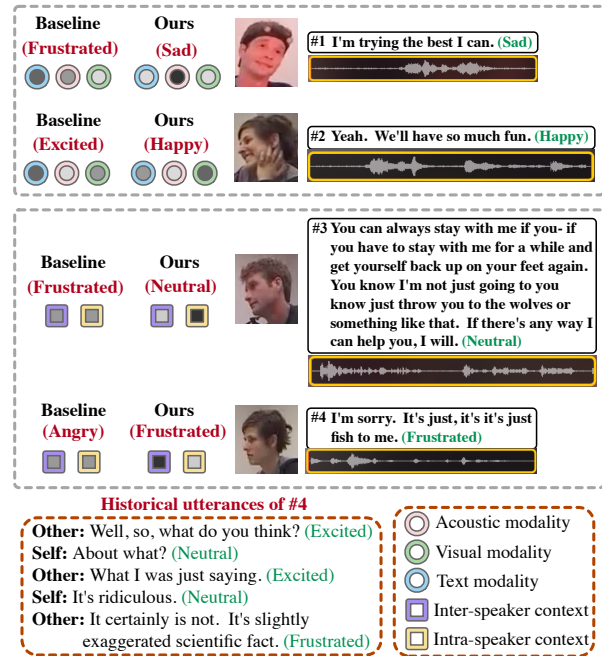 Baseline
(Frustrated)
Ours
(Sad)
#1 I'm trying the best I can. (Sad)
Baseline
(Excited)
Ours
(Happy)
#2 Yeah. We'll have so much fun. (Happy)
Baseline
(Frustrated)
Ours
(Neutral)
#3 You can always stay with me if you- if
you have to stay with me for a while and
get yourself back up on your feet again.
You know I'm not just going to you
know just throw you to the wolves or
something like that. If there's any way I
can help you, I will. (Neutral)
Baseline
(Angry)
Ours
(Frustrated)
#4 I'm sorry. It's just, it's it's just
fish to me. (Frustrated)
Historical utterances of #4
Other: Well, so, what do you think? (Excited)
Self: About what? (Neutral)
Other: What I was just saying. (Excited)
Self: It's ridiculous. (Neutral)
Other: It certainly is not. It's slightly
exaggerated scientific fact. (Frustrated)
Acoustic modality
Visual modality
Text modality
Inter-speaker context
Intra-speaker context